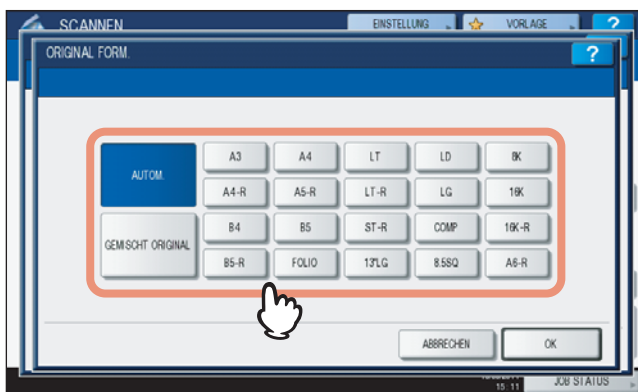 SCANNEN EINSTELLUNG VORLAGE ?
ORIGINAL FORM. ?
AUTOM.
GEMISCHT ORIGINAL
A3 A4 LT LD 8K
A4-R A5-R LT-R LG 16K
B4 B5 ST-R COMP 16K-R
B5-R FOLIO 13"LG 8.5SQ A6-R
ABBRECHEN OK
15:11 JOB STATUS